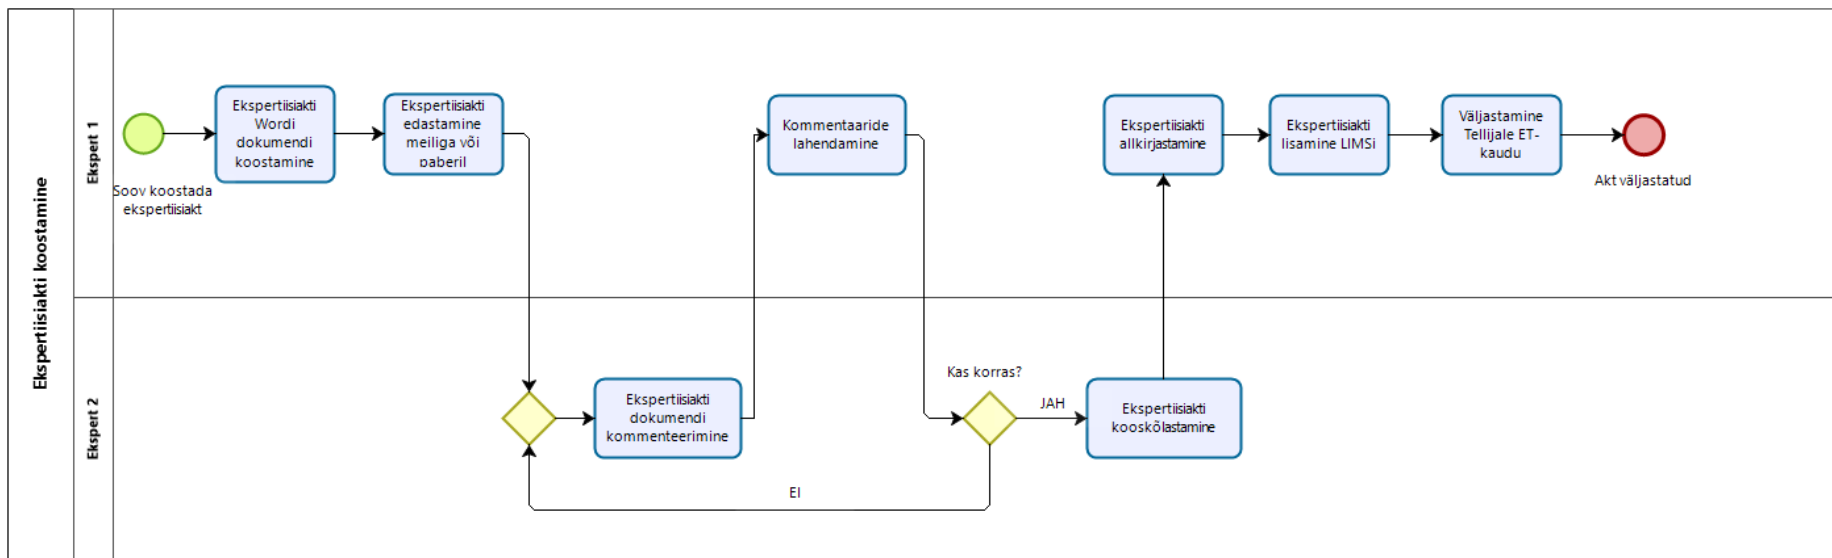 Ekspertiisiakti koostamine
Ekspert 1
Soov koostada
ekspertiisiakt
Ekspertiisiakti
Wordi
dokumendi
koostamine
Ekspertiisiakti
edastamine
meiliga või
paberil
Kommentaaride
lahendamine
Ekspertiisiakti
allkirjastamine
Ekspertiisiakti
lisamine LIMSi
Väljastamine
Tellijale ET-
kaudu
Akt väljastatud
Ekspert 2
Ekspertiisiakti
dokumendi
kommenteerimine
Kas korras?
JAH
Ekspertiisiakti
kooskõlastamine
EI